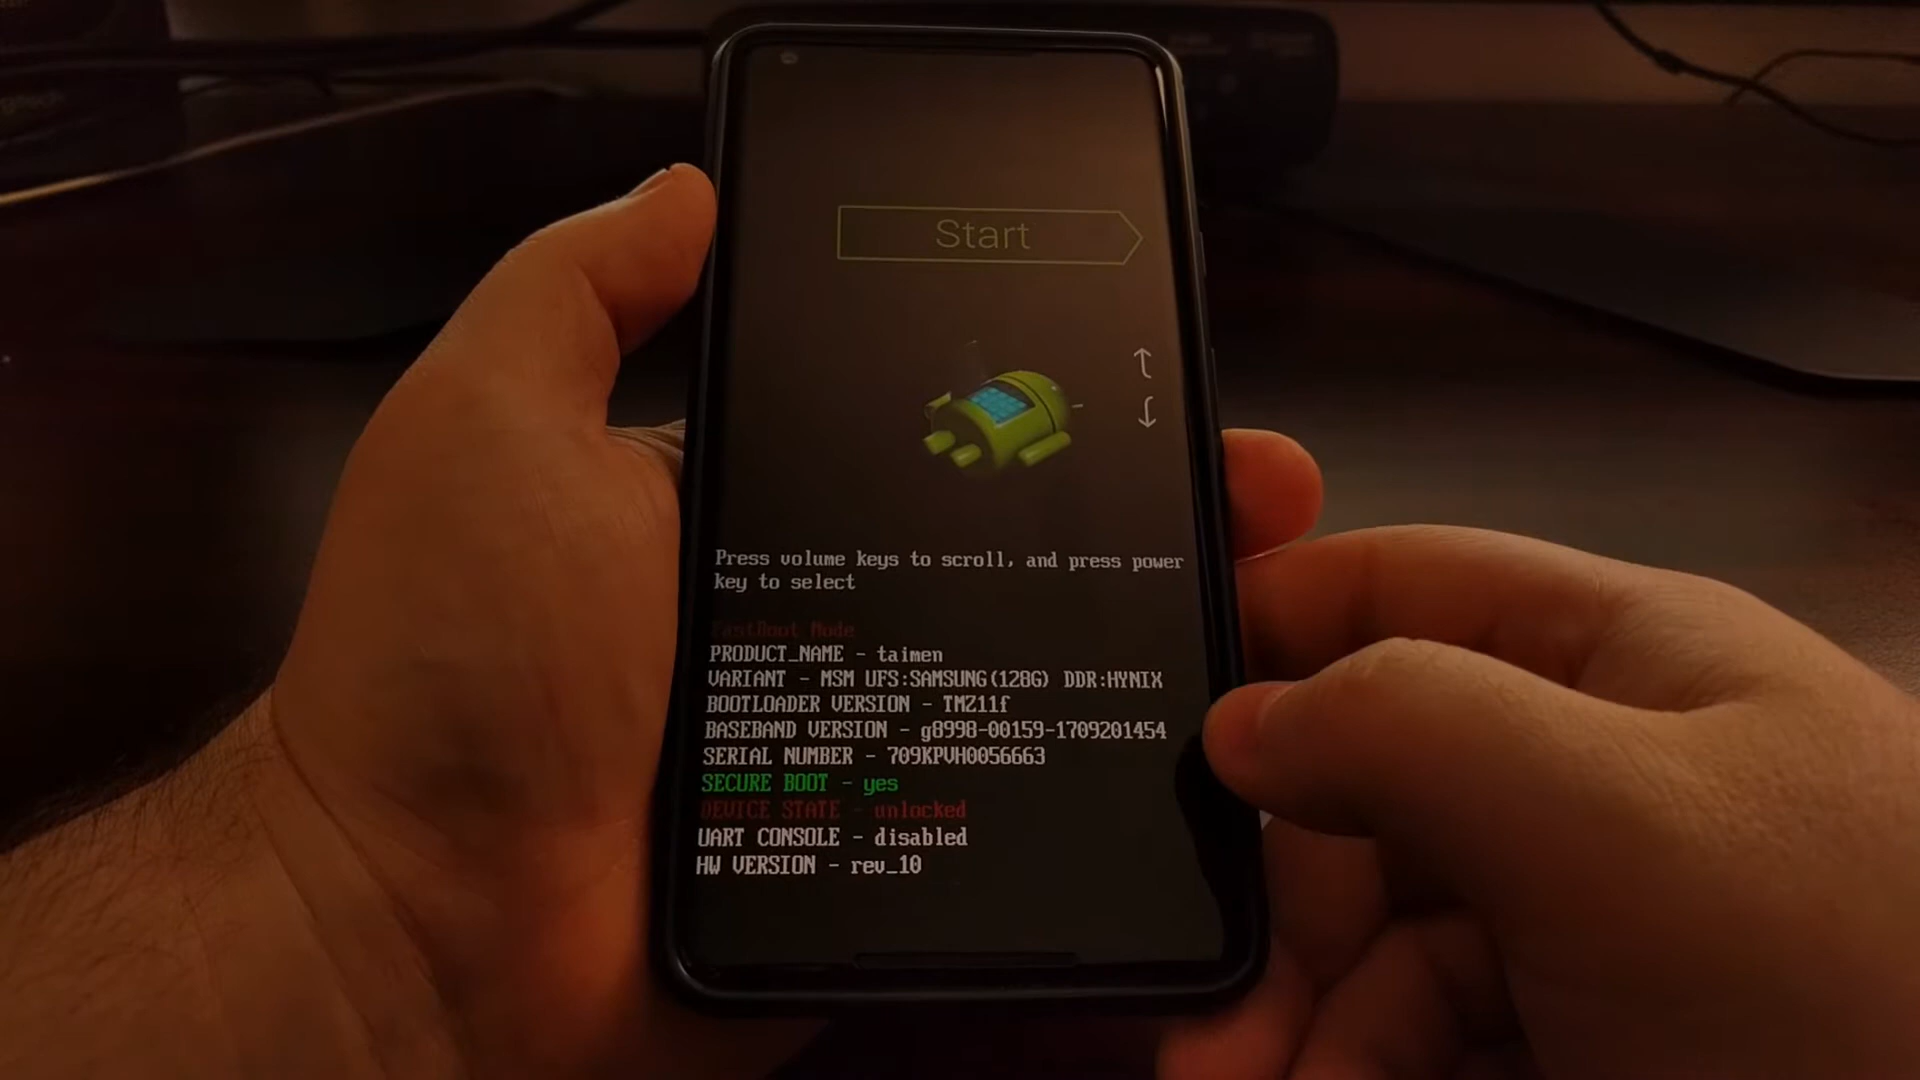 Start
Press volume keys to scroll, and press power
key to select
FastBoot Mode
PRODUCT_NAME - taimen
VARIANT - MSM UFS:SAMSUNG(128G) DDR:HYNIX
BOOTLOADER VERSION - TMZ11f
BASEBAND VERSION - g8998-00159-1709201454
SERIAL NUMBER - 709KPVH0056663
SECURE BOOT - yes
DEVICE STATE - unlocked
UART CONSOLE - disabled
HW VERSION - rev_10